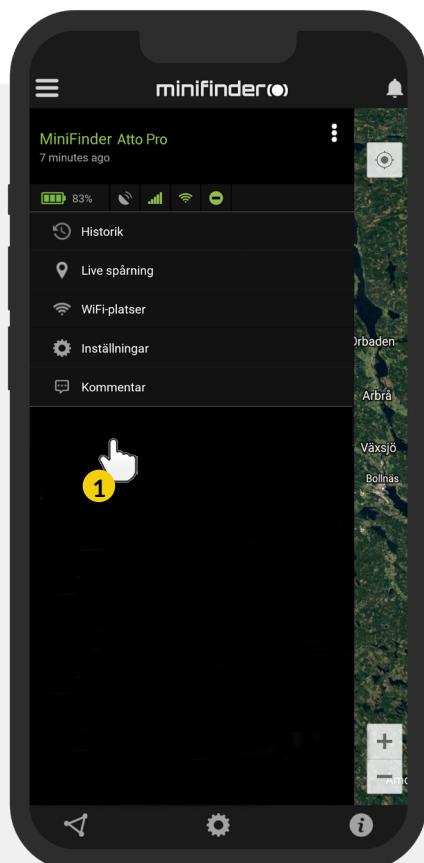 minifinder
MiniFinder Atto Pro
7 minutes ago
83%
Historik
Live spårning
WiFi-platser
Inställningar
Kommentar
1
Orbaden
Arbrå
Växsjö
Bollnäs
+
−
i